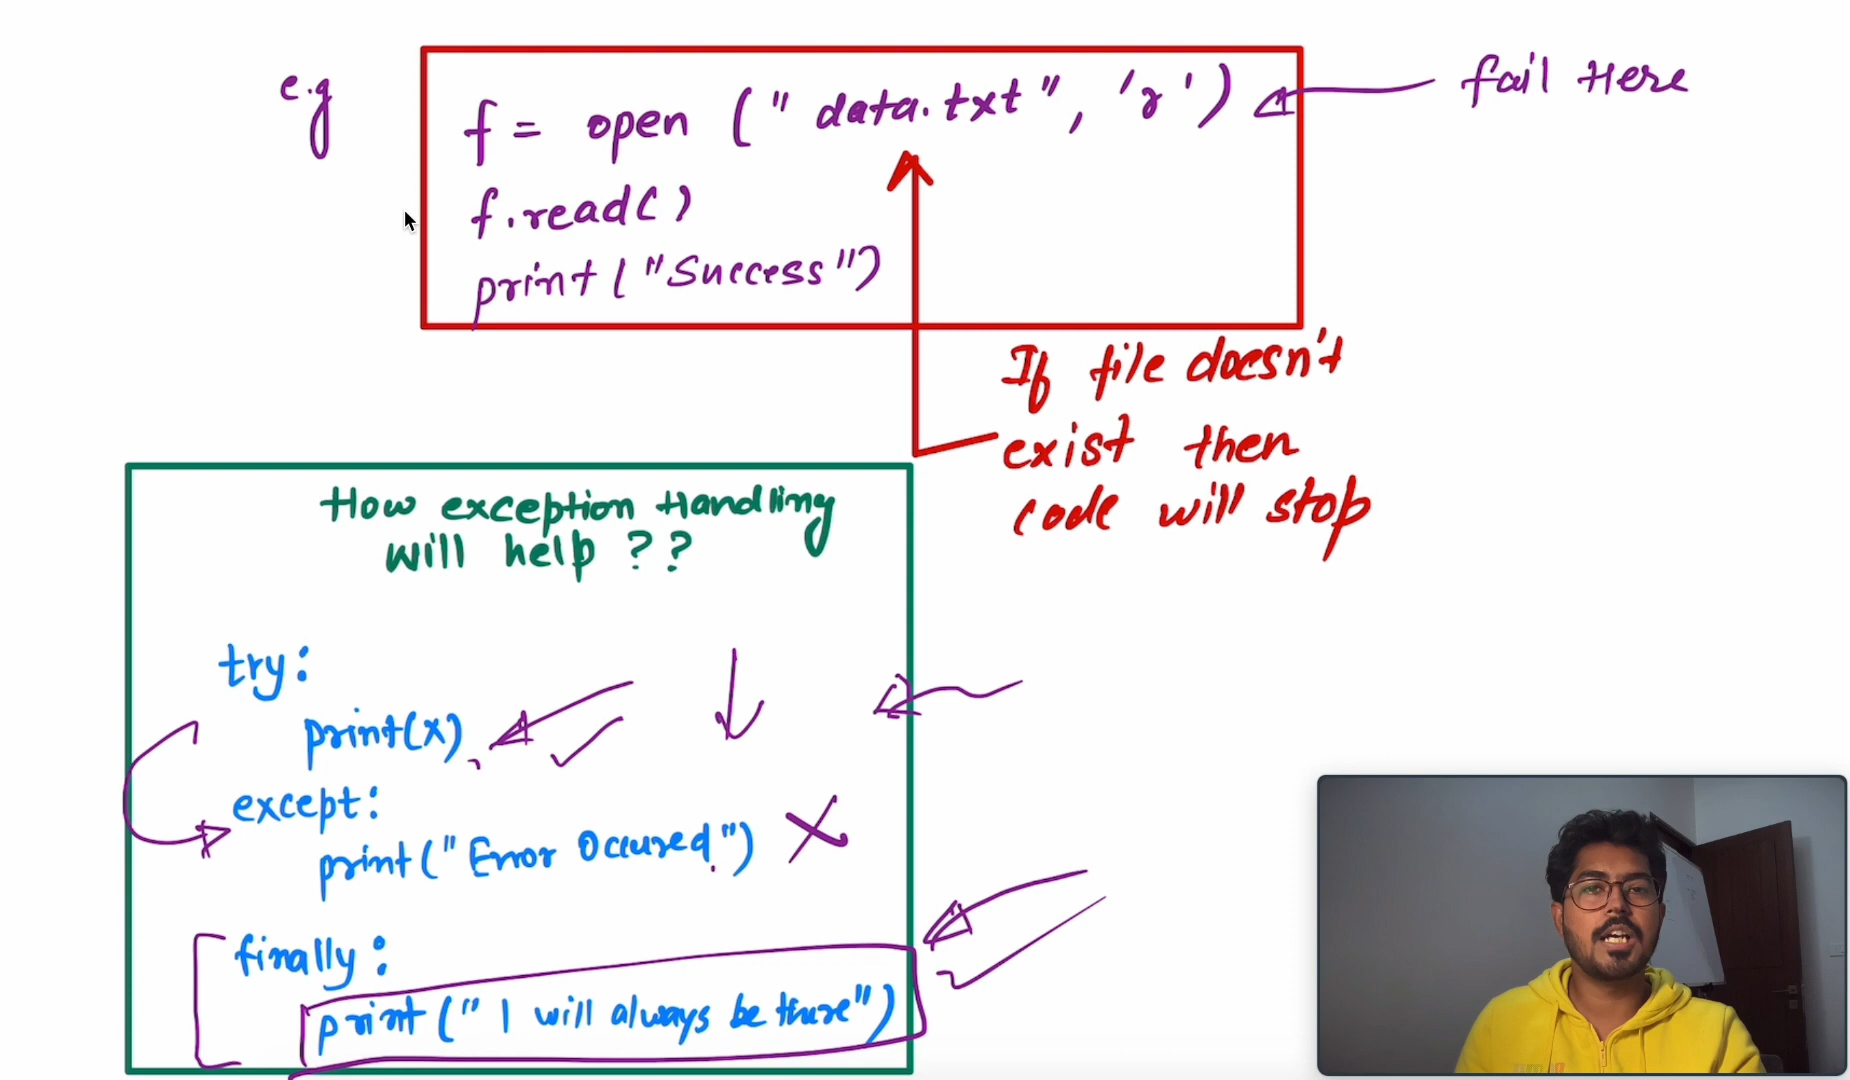 e.g
f = open ("data.txt", 'r')
fail Here
f.read()
print("Success")
If file doesn't
exist then
code will stop
How exception Handling
will help ??
try:
print(x)
except:
print("Error Occured.")
finally:
print(" I will always be there")